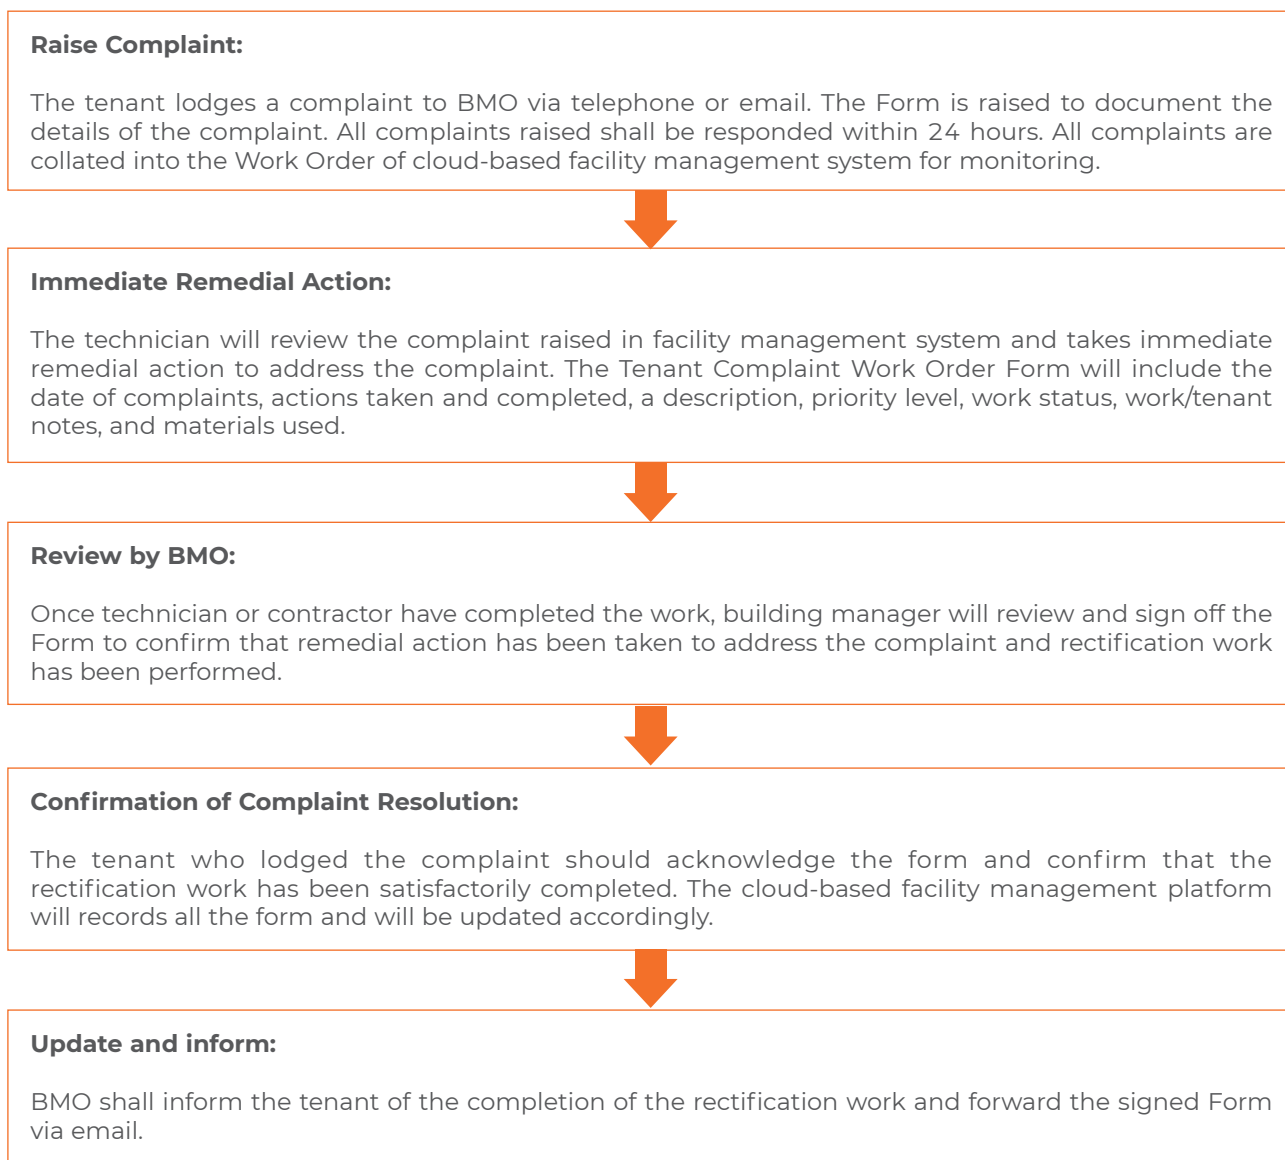 Raise Complaint:
The tenant lodges a complaint to BMO via telephone or email. The Form is raised to document the
details of the complaint. All complaints raised shall be responded within 24 hours. All complaints are
collated into the Work Order of cloud-based facility management system for monitoring.
Immediate Remedial Action:
The technician will review the complaint raised in facility management system and takes immediate
remedial action to address the complaint. The Tenant Complaint Work Order Form will include the
date of complaints, actions taken and completed, a description, priority level, work status, work/tenant
notes, and materials used.
Review by BMO:
Once technician or contractor have completed the work, building manager will review and sign off the
Form to confirm that remedial action has been taken to address the complaint and rectification work
has been performed.
Confirmation of Complaint Resolution:
The tenant who lodged the complaint should acknowledge the form and confirm that the
rectification work has been satisfactorily completed. The cloud-based facility management platform
will records all the form and will be updated accordingly.
Update and inform:
BMO shall inform the tenant of the completion of the rectification work and forward the signed Form
via email.